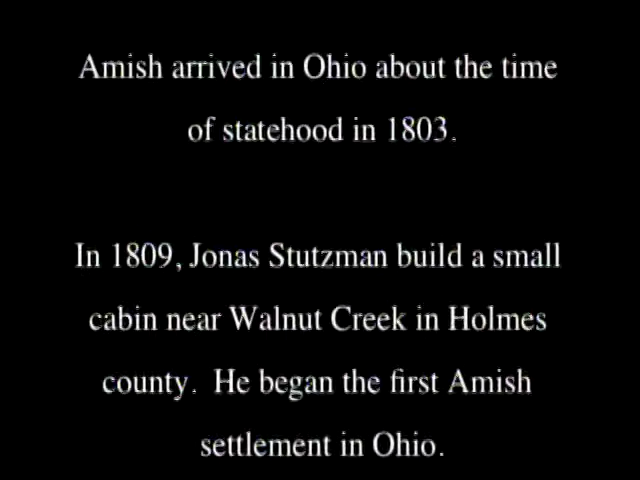 Amish arrived in Ohio about the time
of statehood in 1803.
In 1809, Jonas Stutzman build a small
cabin near Walnut Creek in Holmes
county. He began the first Amish
settlement in Ohio.